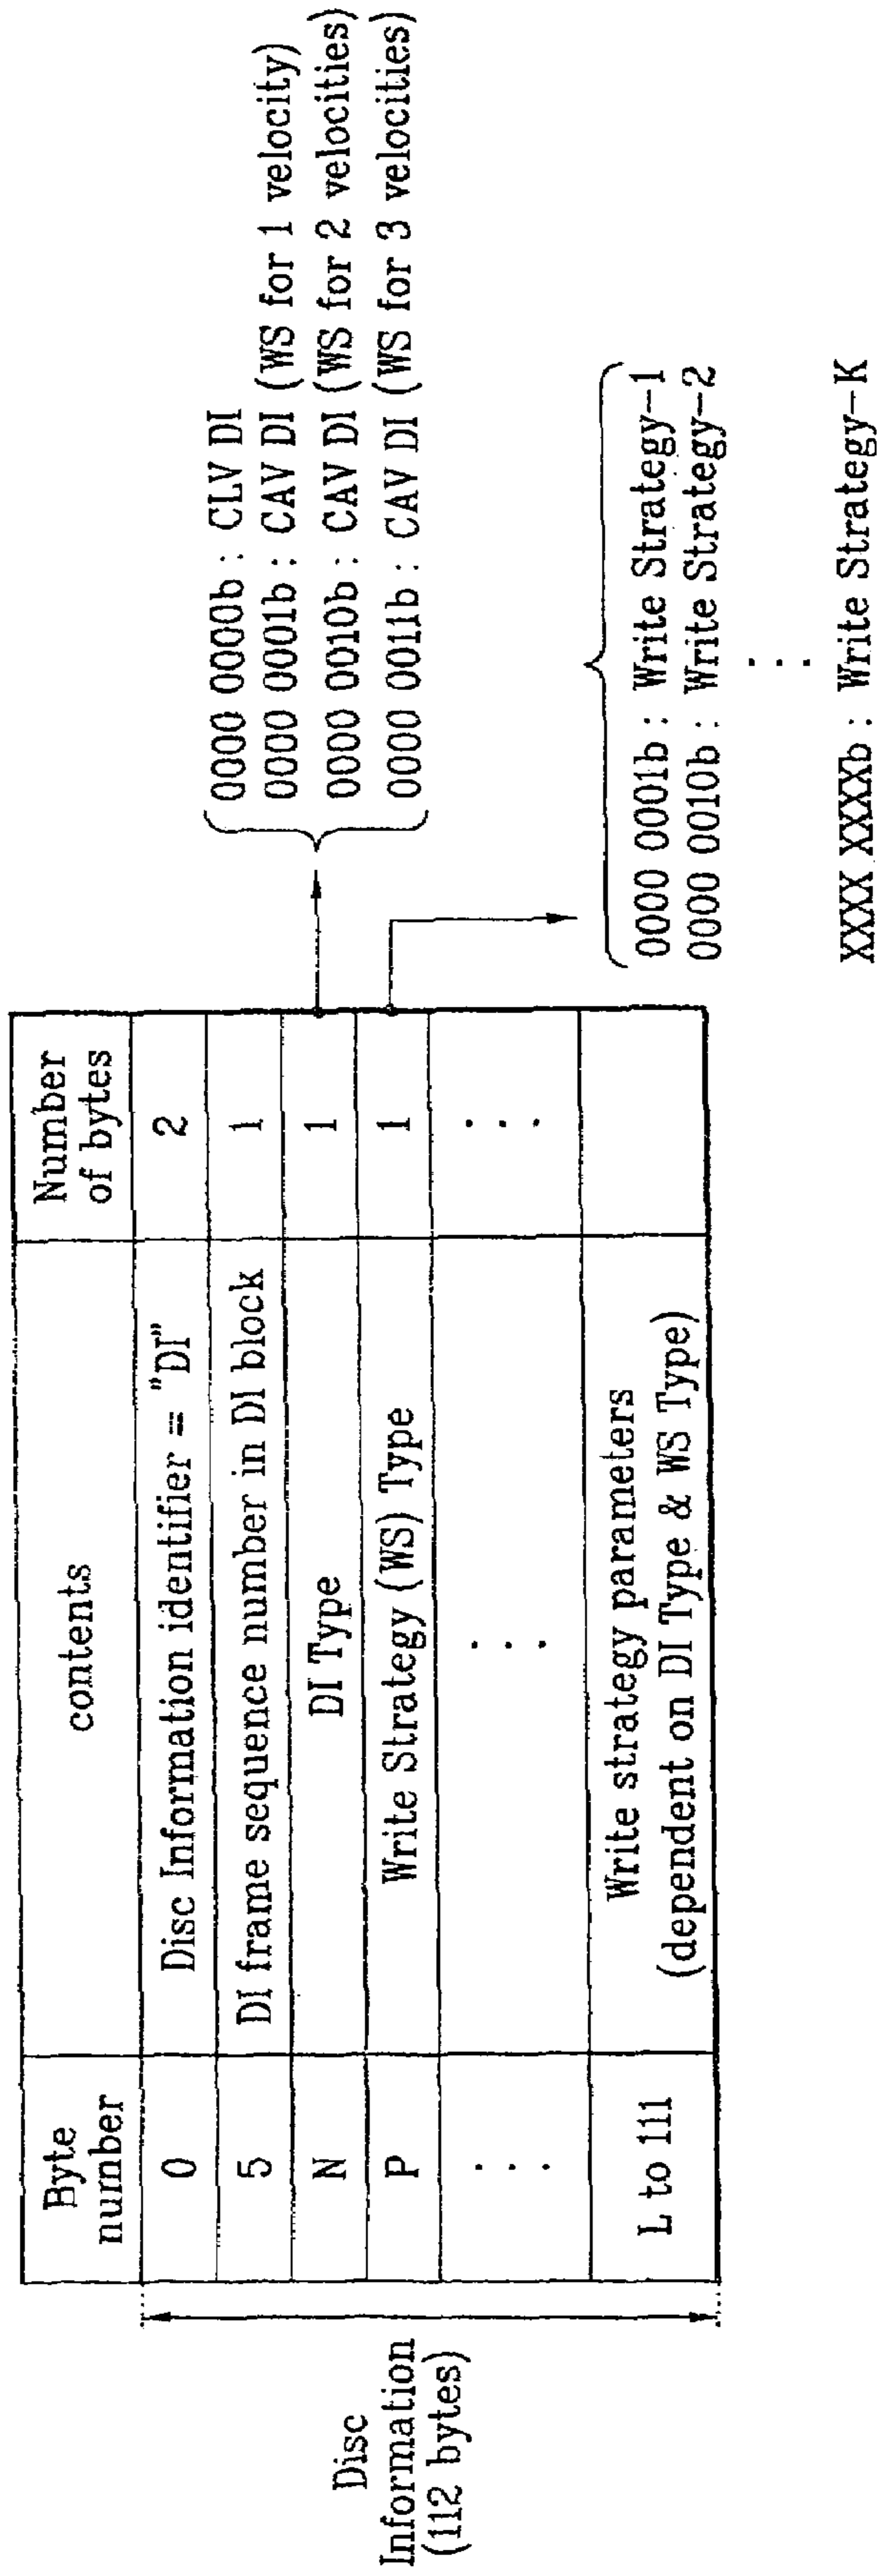 Disc
Information
(112 bytes)
Byte
number
contents
Number
of bytes
0
Disc Information identifier = "DI"
2
5
DI frame sequence number in DI block
1
N
DI Type
1
P
Write Strategy (WS) Type
1
...
...
...
L to 111
Write strategy parameters
(dependent on DI Type & WS Type)
0000 0000b : CLV DI
0000 0001b : CAV DI (WS for 1 velocity)
0000 0010b : CAV DI (WS for 2 velocities)
0000 0011b : CAV DI (WS for 3 velocities)
0000 0001b : Write Strategy-1
0000 0010b : Write Strategy-2
...
XXXX XXXXb : Write Strategy-K